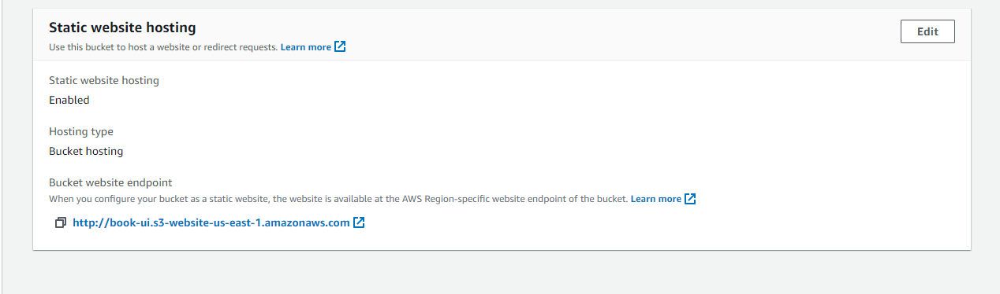 Static website hosting
Edit
Use this bucket to host a website or redirect requests. Learn more
Static website hosting
Enabled
Hosting type
Bucket hosting
Bucket website endpoint
When you configure your bucket as a static website, the website is available at the AWS Region-specific website endpoint of the bucket. Learn more
http://book-ui.s3-website-us-east-1.amazonaws.com